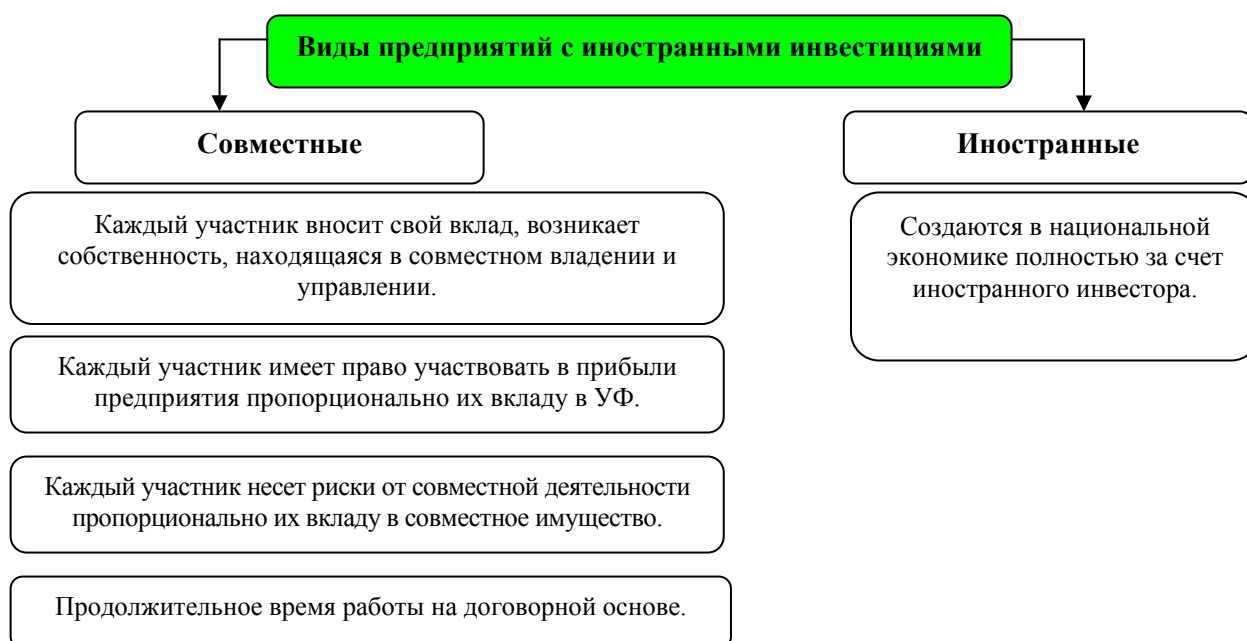 Виды предприятий с иностранными инвестициями
Совместные
Каждый участник вносит свой вклад, возникает
собственность, находящаяся в совместном владении и
управлении.
Каждый участник имеет право участвовать в прибыли
предприятия пропорционально их вкладу в УФ.
Каждый участник несет риски от совместной деятельности
пропорционально их вкладу в совместное имущество.
Продолжительное время работы на договорной основе.
Иностранные
Создаются в национальной
экономике полностью за счет
иностранного инвестора.